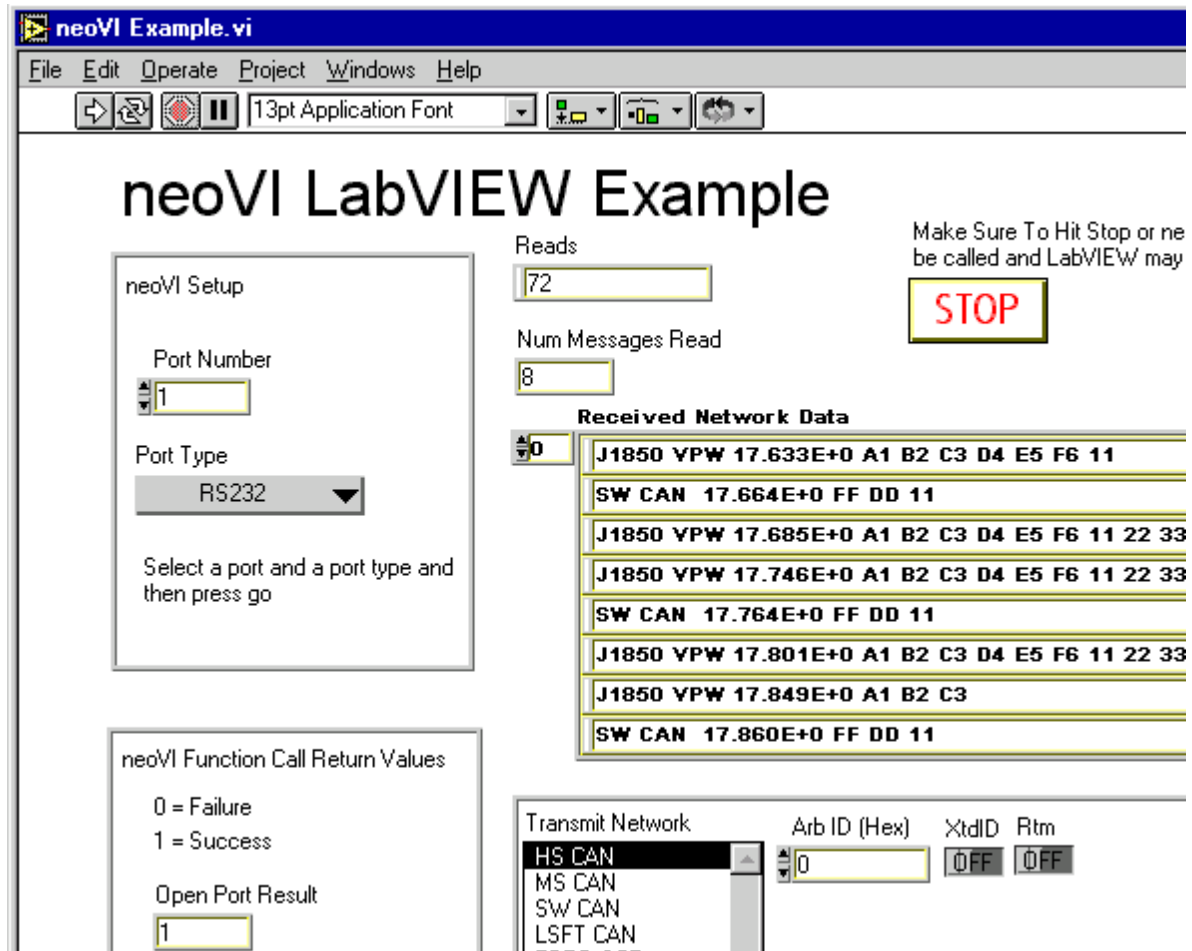 neoVI Example.vi
File Edit Operate Project Windows Help
13pt Application Font
neoVI LabVIEW Example
Make Sure To Hit Stop or ne
be called and LabVIEW may
STOP
Reads
72
Num Messages Read
8
neoVI Setup
Port Number
1
Port Type
RS232
Select a port and a port type and
then press go
Received Network Data
0
J1850 VPW 17.633E+0 A1 B2 C3 D4 E5 F6 11
SW CAN 17.664E+0 FF DD 11
J1850 VPW 17.685E+0 A1 B2 C3 D4 E5 F6 11 22 33
J1850 VPW 17.746E+0 A1 B2 C3 D4 E5 F6 11 22 33
SW CAN 17.764E+0 FF DD 11
J1850 VPW 17.801E+0 A1 B2 C3 D4 E5 F6 11 22 33
J1850 VPW 17.849E+0 A1 B2 C3
SW CAN 17.860E+0 FF DD 11
neoVI Function Call Return Values
0 = Failure
1 = Success
Open Port Result
1
Transmit Network
HS CAN
MS CAN
SW CAN
LSFT CAN
Arb ID (Hex)
0
XtdID
OFF
Rtm
OFF